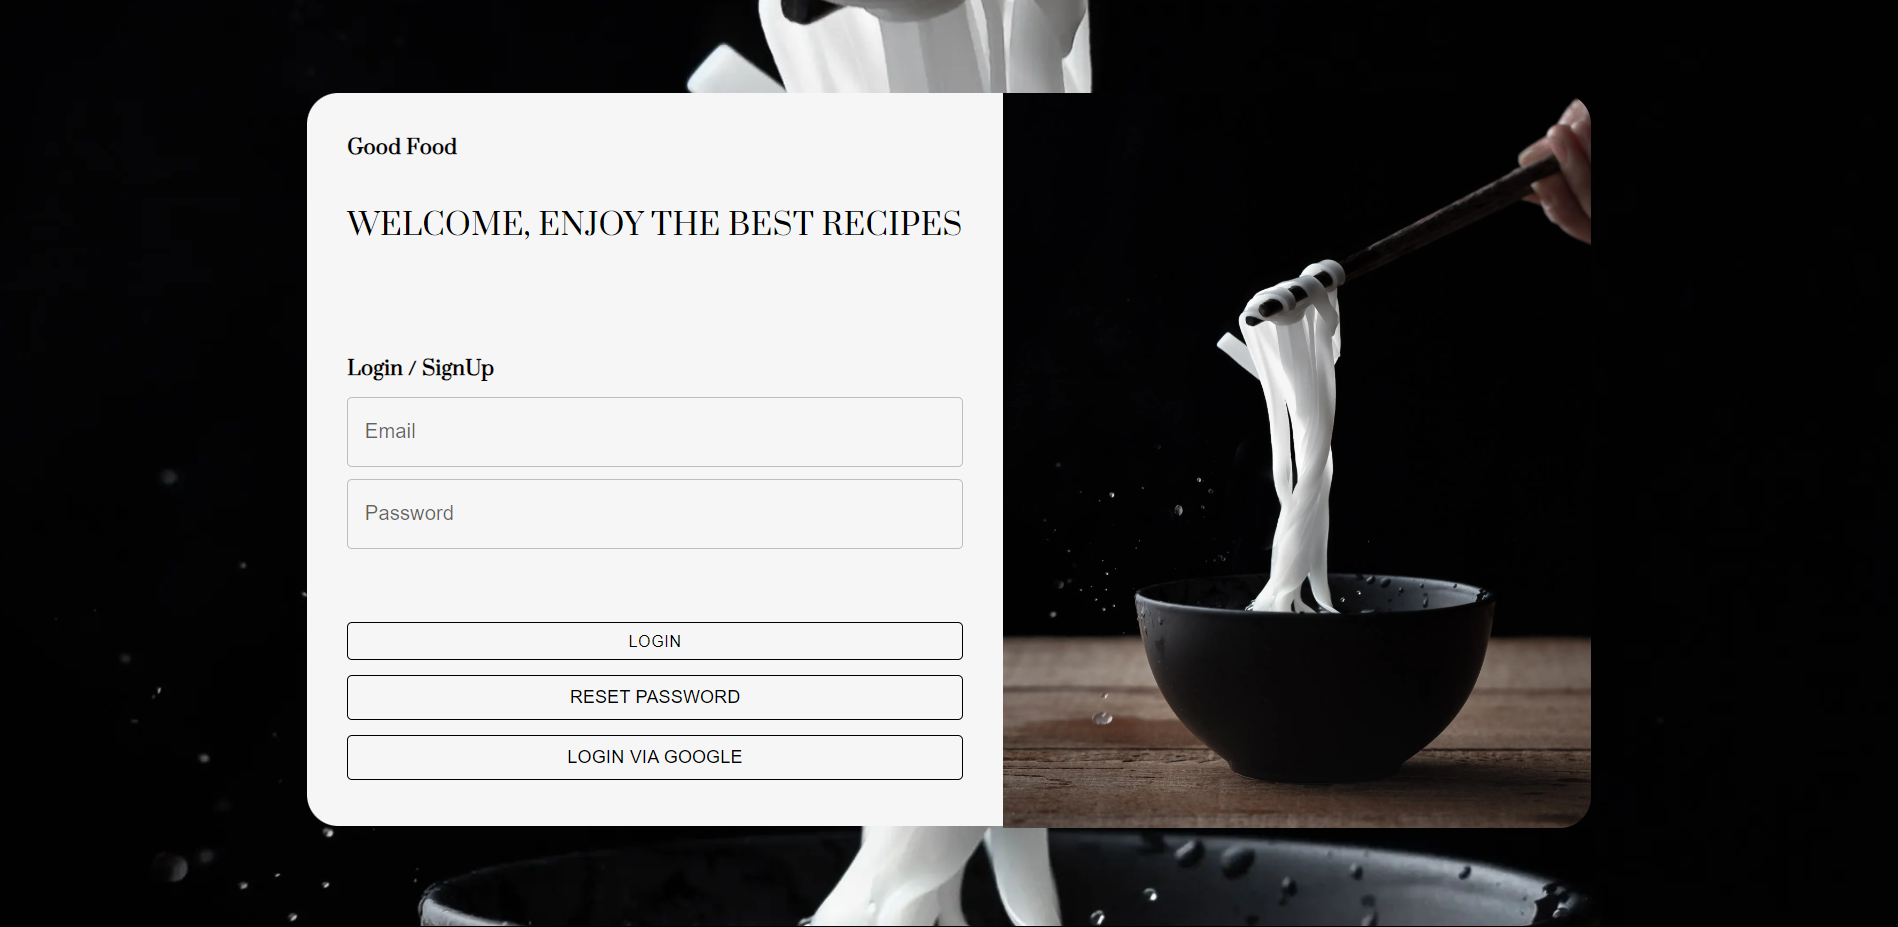 Good Food
WELCOME, ENJOY THE BEST RECIPES
Login / SignUp
Email
Password
LOGIN
RESET PASSWORD
LOGIN VIA GOOGLE